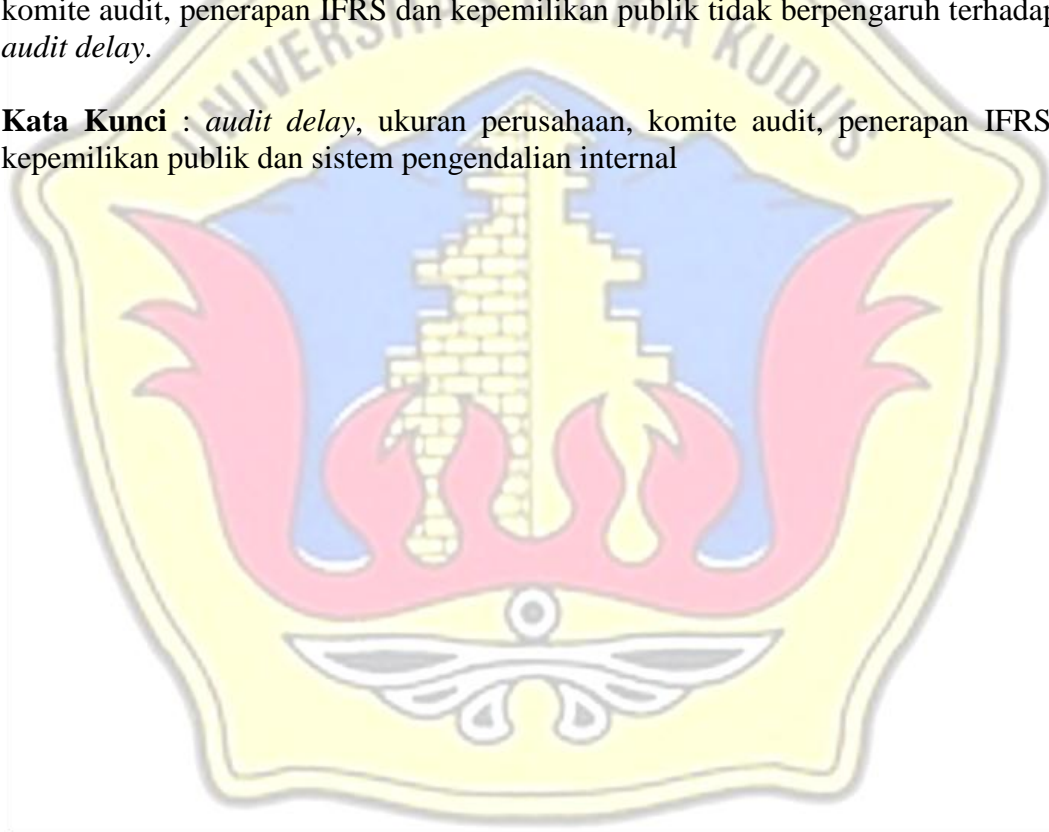 komite audit, penerapan IFRS dan kepemilikan publik tidak berpengaruh terhadap
audit delay.
Kata Kunci : audit delay, ukuran perusahaan, komite audit, penerapan IFRS
kepemilikan publik dan sistem pengendalian internal
KUDUS